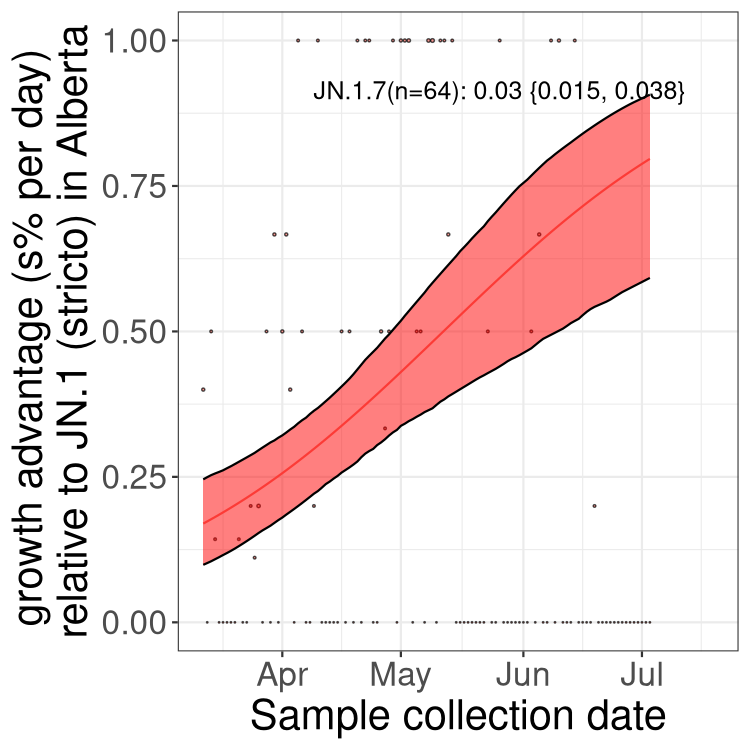 growth advantage (s% per day)
relative to JN.1 (stricto) in Alberta
1.00
0.75
0.50
0.25
0.00
JN.1.7(n=64): 0.03 {0.015, 0.038}
Apr May Jun Jul
Sample collection date